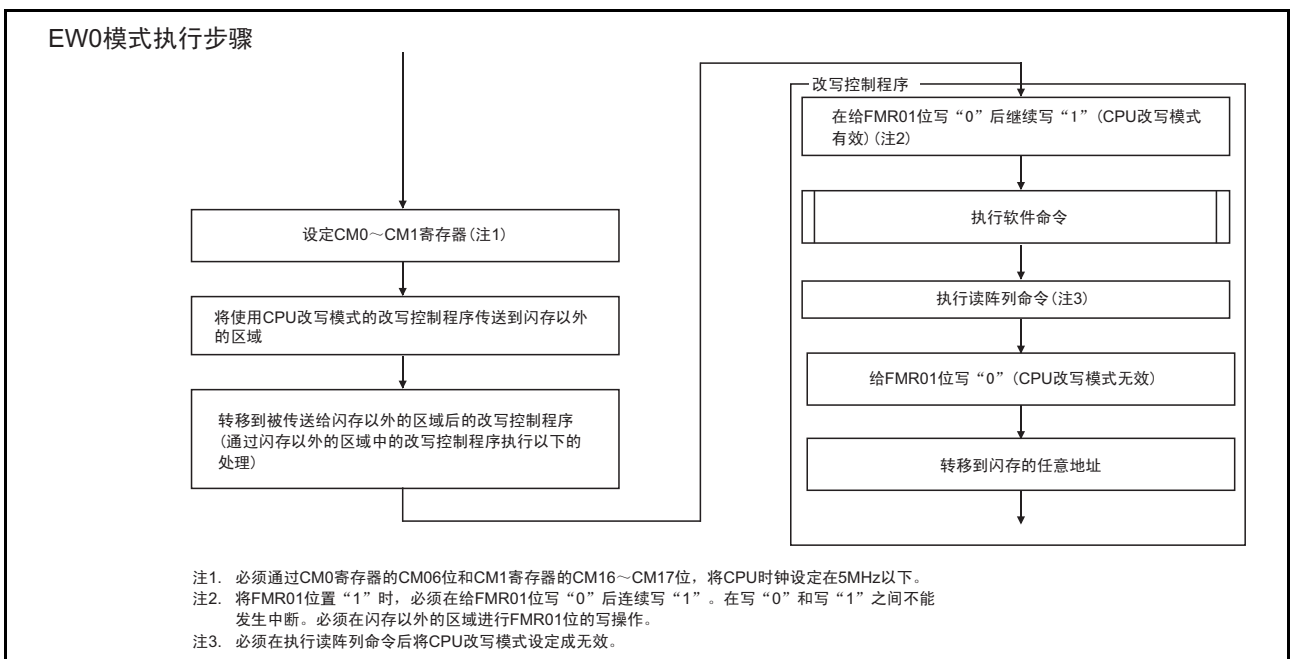 EW0模式执行步骤
设定CM0～CM1寄存器(注1)
将使用CPU改写模式的改写控制程序传送到闪存以外
的区域
转移到被传送给闪存以外的区域后的改写控制程序
(通过闪存以外的区域中的改写控制程序执行以下的
处理)
改写控制程序
在给FMR01位写“0”后继续写“1”(CPU改写模式
有效)(注2)
执行软件命令
执行读阵列命令(注3)
给FMR01位写“0”(CPU改写模式无效)
转移到闪存的任意地址
注1. 必须通过CM0寄存器的CM06位和CM1寄存器的CM16～CM17位，将CPU时钟设定在5MHz以下。
注2. 将FMR01位置“1”时，必须在给FMR01位写“0”后连续写“1”。在写“0”和写“1”之间不能
发生中断。必须在闪存以外的区域进行FMR01位的写操作。
注3. 必须在执行读阵列命令后将CPU改写模式设定成无效。